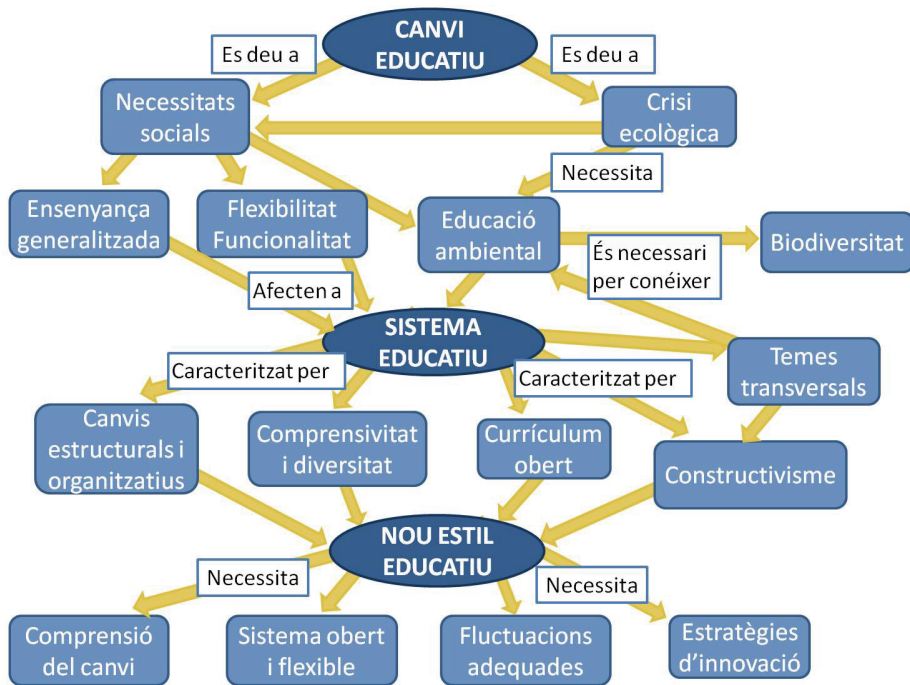 CANVI
EDUCATIU
Es deu a
Es deu a
Necessitats
socials
Crisi
ecològica
Necessita
Ensenyança
generalitzada
Flexibilitat
Funcionalitat
Educació
ambiental
És necessari
per conéixer
Biodiversitat
Afecten a
SISTEMA
EDUCATIU
Temes
transversals
Caracteritzat per
Caracteritzat per
Canvis
estructurals i
organitzatius
Comprensivitat
i diversitat
Currículum
obert
Constructivisme
NOU ESTIL
EDUCATIU
Necessita
Necessita
Comprensió
del canvi
Sistema obert
i flexible
Fluctuacions
adequades
Estratègies
d’innovació